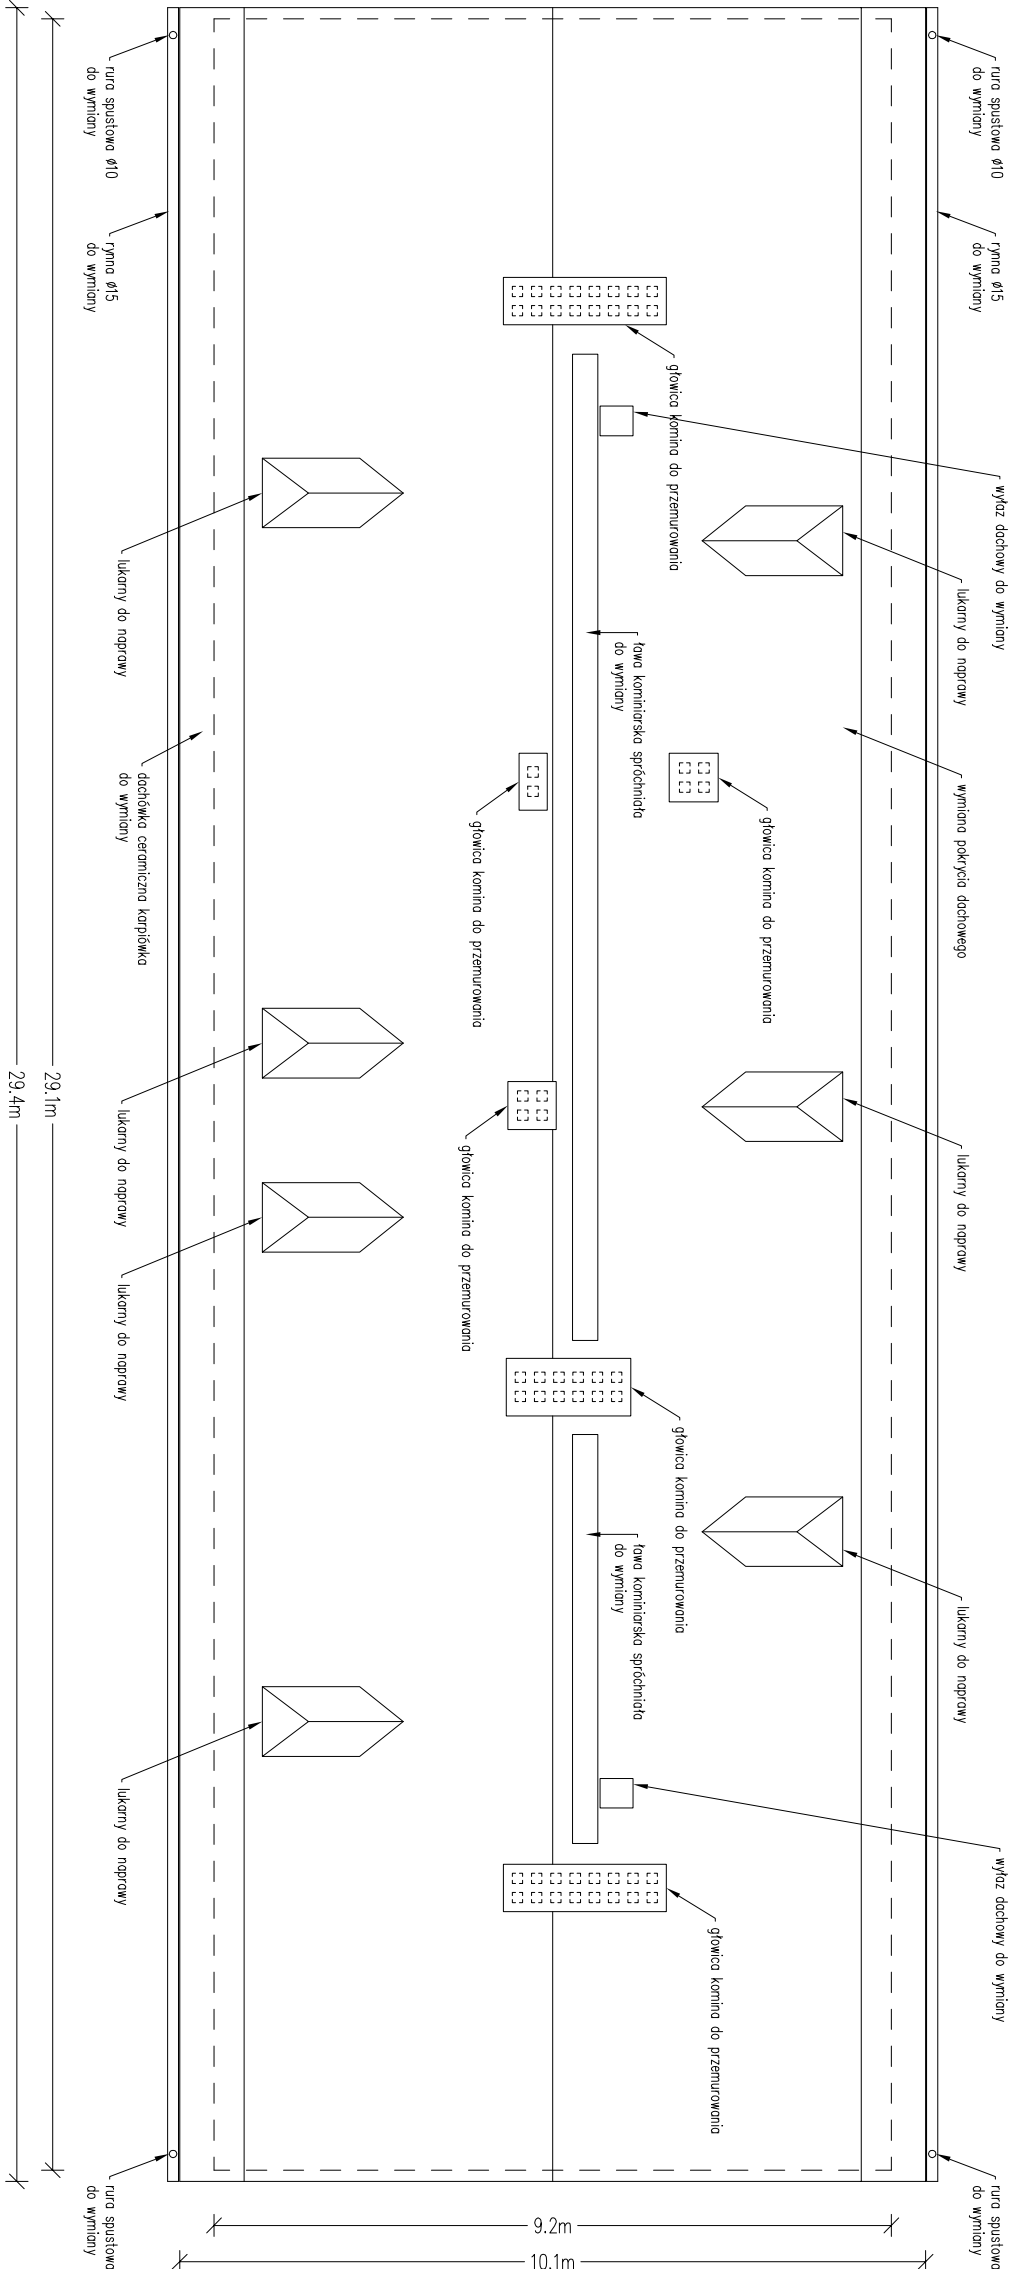 rura spustowa ø10
do wymiany
rynna ø15
do wymiany
wyłaz dachowy do wymiany
lukarny do naprawy
wymiana pokrycia dachowego
lukarny do naprawy
lukarny do naprawy
wyłaz dachowy do wymiany
rura spustowa
do wymiany
głowica komina do przemurowania
ława kominiarska spróchniała
do wymiany
głowica komina do przemurowania
głowica komina do przemurowania
głowica komina do przemurowania
głowica komina do przemurowania
ława kominiarska spróchniała
do wymiany
głowica komina do przemurowania
rura spustowa ø10
do wymiany
rynna ø15
do wymiany
lukarny do naprawy
dachówka ceramiczna karpiówka
do wymiany
lukarny do naprawy
lukarny do naprawy
lukarny do naprawy
rura spustowa
do wymiany
29.1m
29.4m
9.2m
10.1m